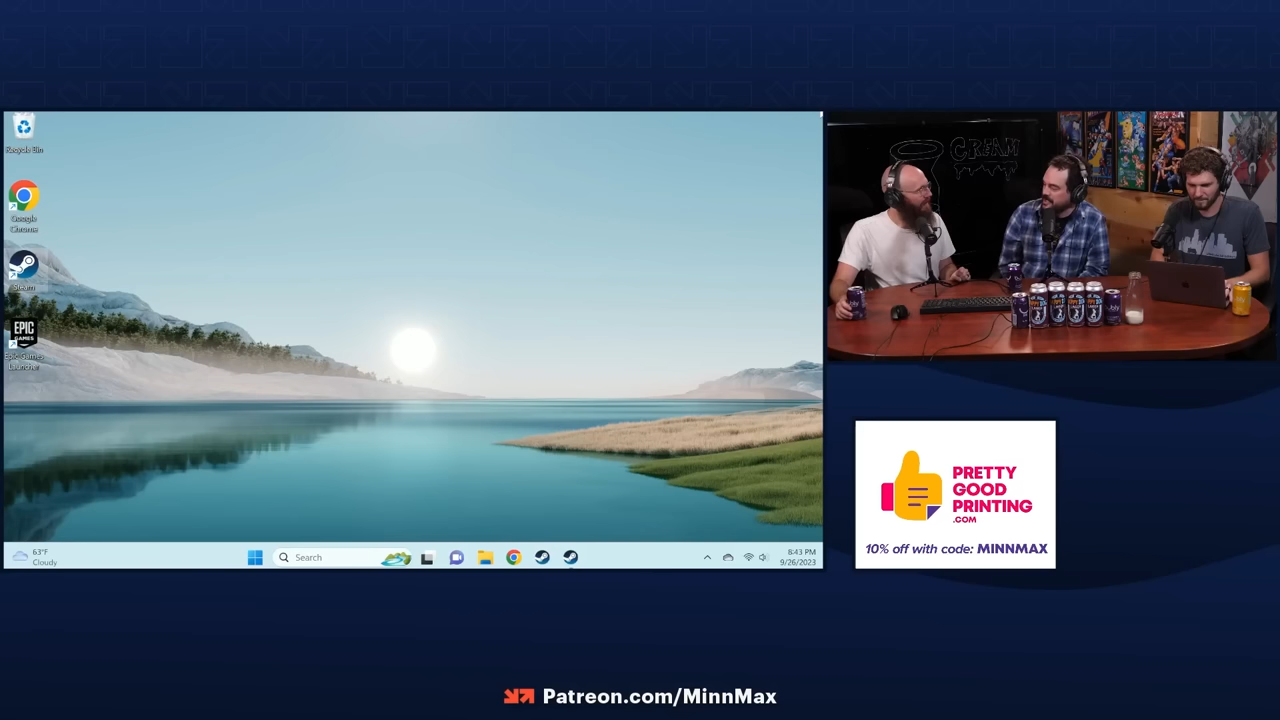 Recycle Bin
Google
Chrome
Steam
EPIC
GAMES
Epic Games
Launcher
CREAM
63°F
Cloudy
Search
8:43 PM
9/26/2023
PRETTY
GOOD
PRINTING
.COM
10% off with code: MINNMAX
Patreon.com/MinnMax